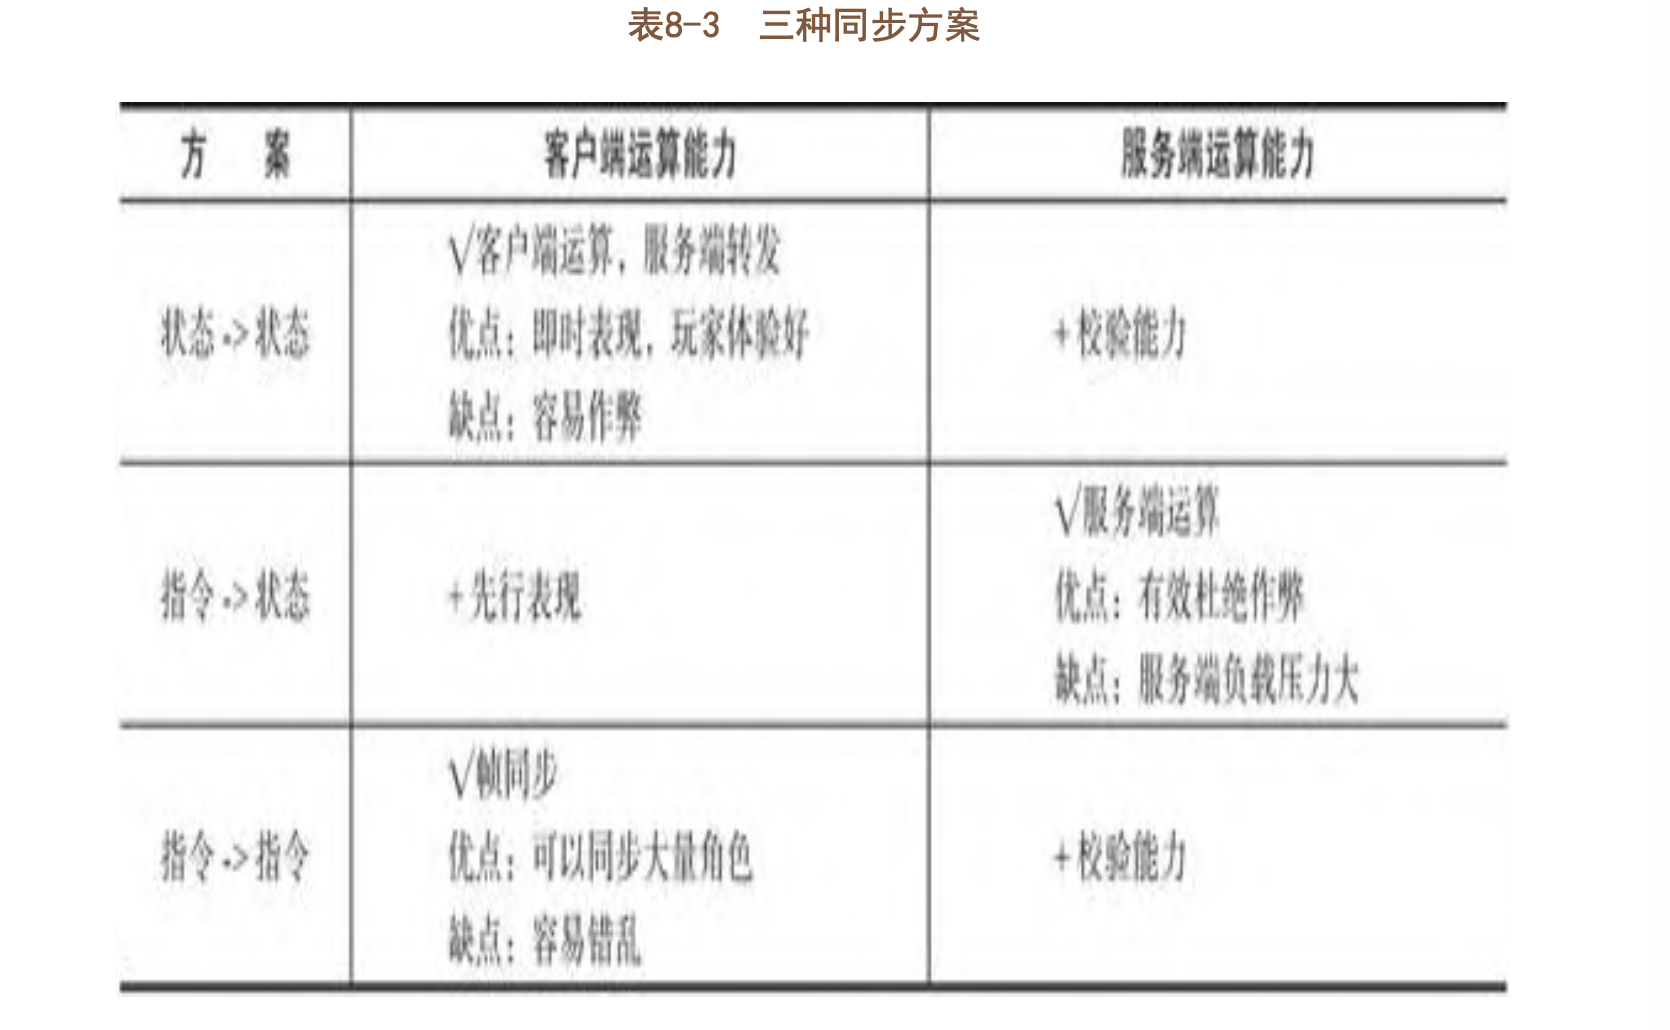 表8-3 三种同步方案
方 案 客户端运算能力 服务端运算能力
√客户端运算，服务端转发
状态->状态 优点：即时表现，玩家体验好 +校验能力
缺点：容易作弊
√服务端运算
指令->状态 +先行表现 优点：有效杜绝作弊
缺点：服务端负载压力大
√帧同步
指令->指令 优点：可以同步大量角色 +校验能力
缺点：容易错乱